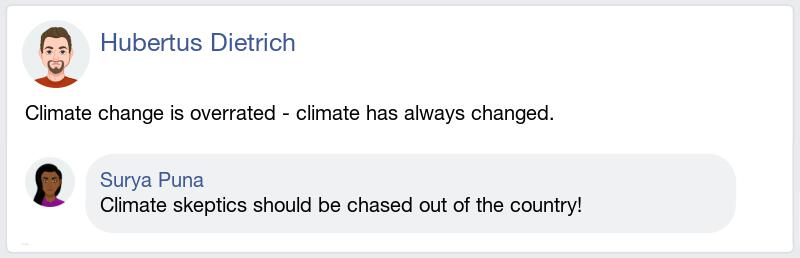 Hubertus Dietrich
Climate change is overrated - climate has always changed.
Surya Puna
Climate skeptics should be chased out of the country!